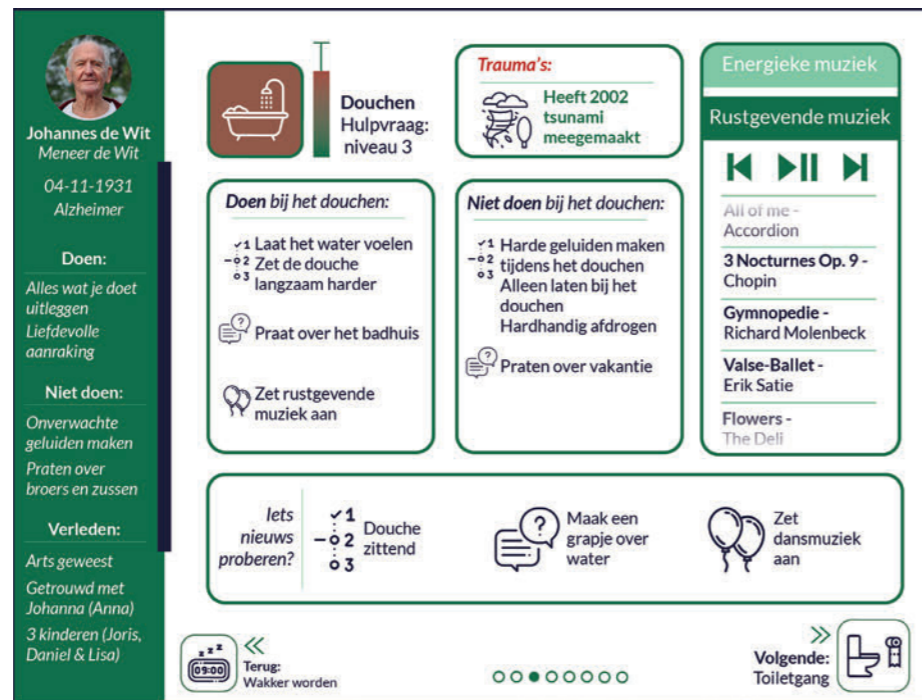 Johannes de Wit
Meneer de Wit
04-11-1931
Alzheimer
Doen:
Alles wat je doet
uitleggen
Liefdevolle
aanraking
Niet doen:
Onverwachte
geluiden maken
Praten over
broers en zussen
Verleden:
Arts geweest
Getrouwd met
Johanna (Anna)
3 kinderen (Joris,
Daniel & Lisa)
Douchen
Hulpvraag:
niveau 3
Trauma's:
Heeft 2002
tsunami
meegemaakt
Doen bij het douchen:
1 Laat het water voelen
2 Zet de douche
3 langzaam harder
Praat over het badhuis
Zet rustgevende
muziek aan
Niet doen bij het douchen:
1 Harde geluiden maken
2 tijdens het douchen
3 Alleen laten bij het
douchen
Hardhandig afdrogen
Praten over vakantie
Energieke muziek
Rustgevende muziek
All of me -
Accordion
3 Nocturnes Op. 9 -
Chopin
Gymnopedie -
Richard Molenbeck
Valse-Ballet -
Erik Satie
Flowers -
The Deli
Iets
nieuws
proberen?
1
2
3
Douche
zittend
Maak een
grapje over
water
Zet
dansmuziek
aan
z z z
09:00
Terug:
Wakker worden
Volgende:
Toiletgang